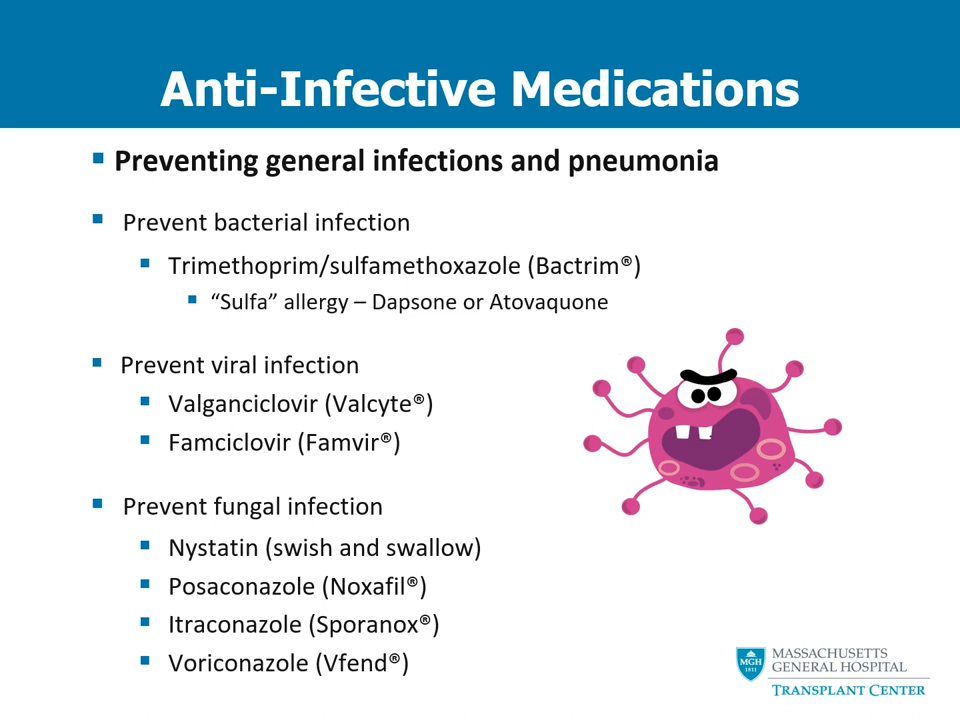 Anti-Infective Medications
Preventing general infections and pneumonia
Prevent bacterial infection
Trimethoprim/sulfamethoxazole (Bactrim®)
“Sulfa” allergy – Dapsone or Atovaquone
Prevent viral infection
Valganciclovir (Valcyte®)
Famciclovir (Famvir®)
Prevent fungal infection
Nystatin (swish and swallow)
Posaconazole (Noxafil®)
Itraconazole (Sporanox®)
Voriconazole (Vfend®)
MGH
1811
MASSACHUSETTS
GENERAL HOSPITAL
TRANSPLANT CENTER